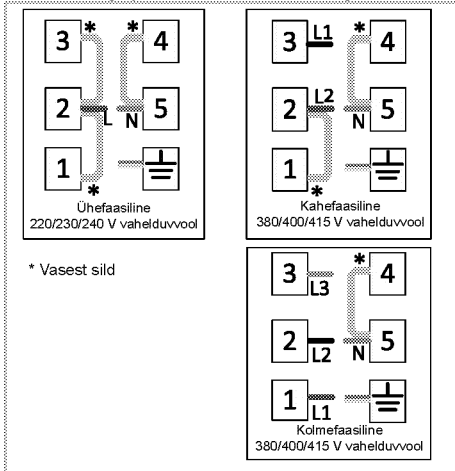 3 * * 4
2 L N 5
1 *
Ühefaasiline
220/230/240 V vahelduvvool
3 L1 * 4
2 L2 N 5
1 *
Kahefaasiline
380/400/415 V vahelduvvool
* Vasest sild
3 L3 * 4
2 L2 N 5
1 L1
Kolmefaasiline
380/400/415 V vahelduvvool